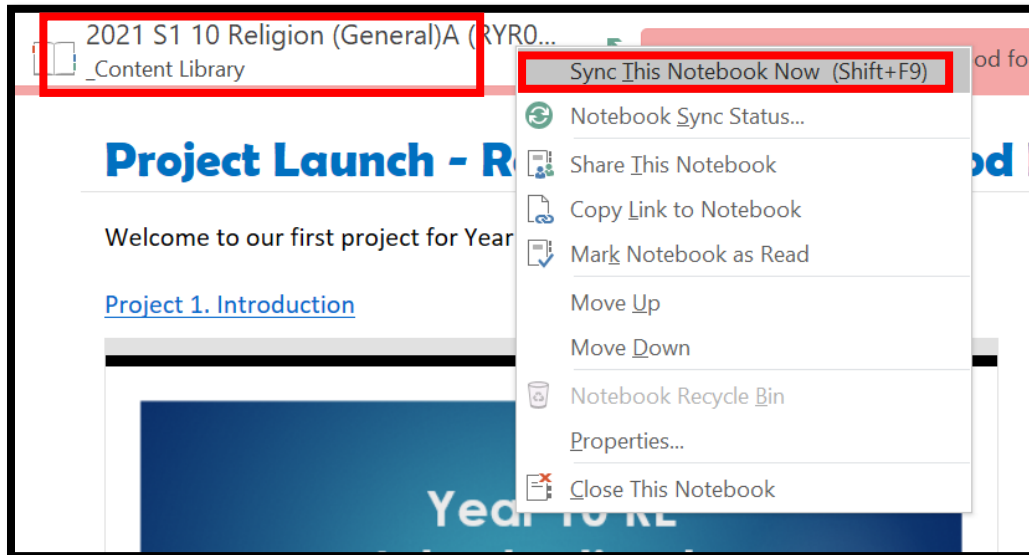 2021 S1 10 Religion (General)A (RYR0...
_Content Library
od fo
Sync This Notebook Now (Shift+F9)
Notebook Sync Status...
Share This Notebook
Copy Link to Notebook
Mark Notebook as Read
Move Up
Move Down
Notebook Recycle Bin
Properties...
Close This Notebook
Project Launch - R
od
Welcome to our first project for Year
Project 1. Introduction
Year 10 RE